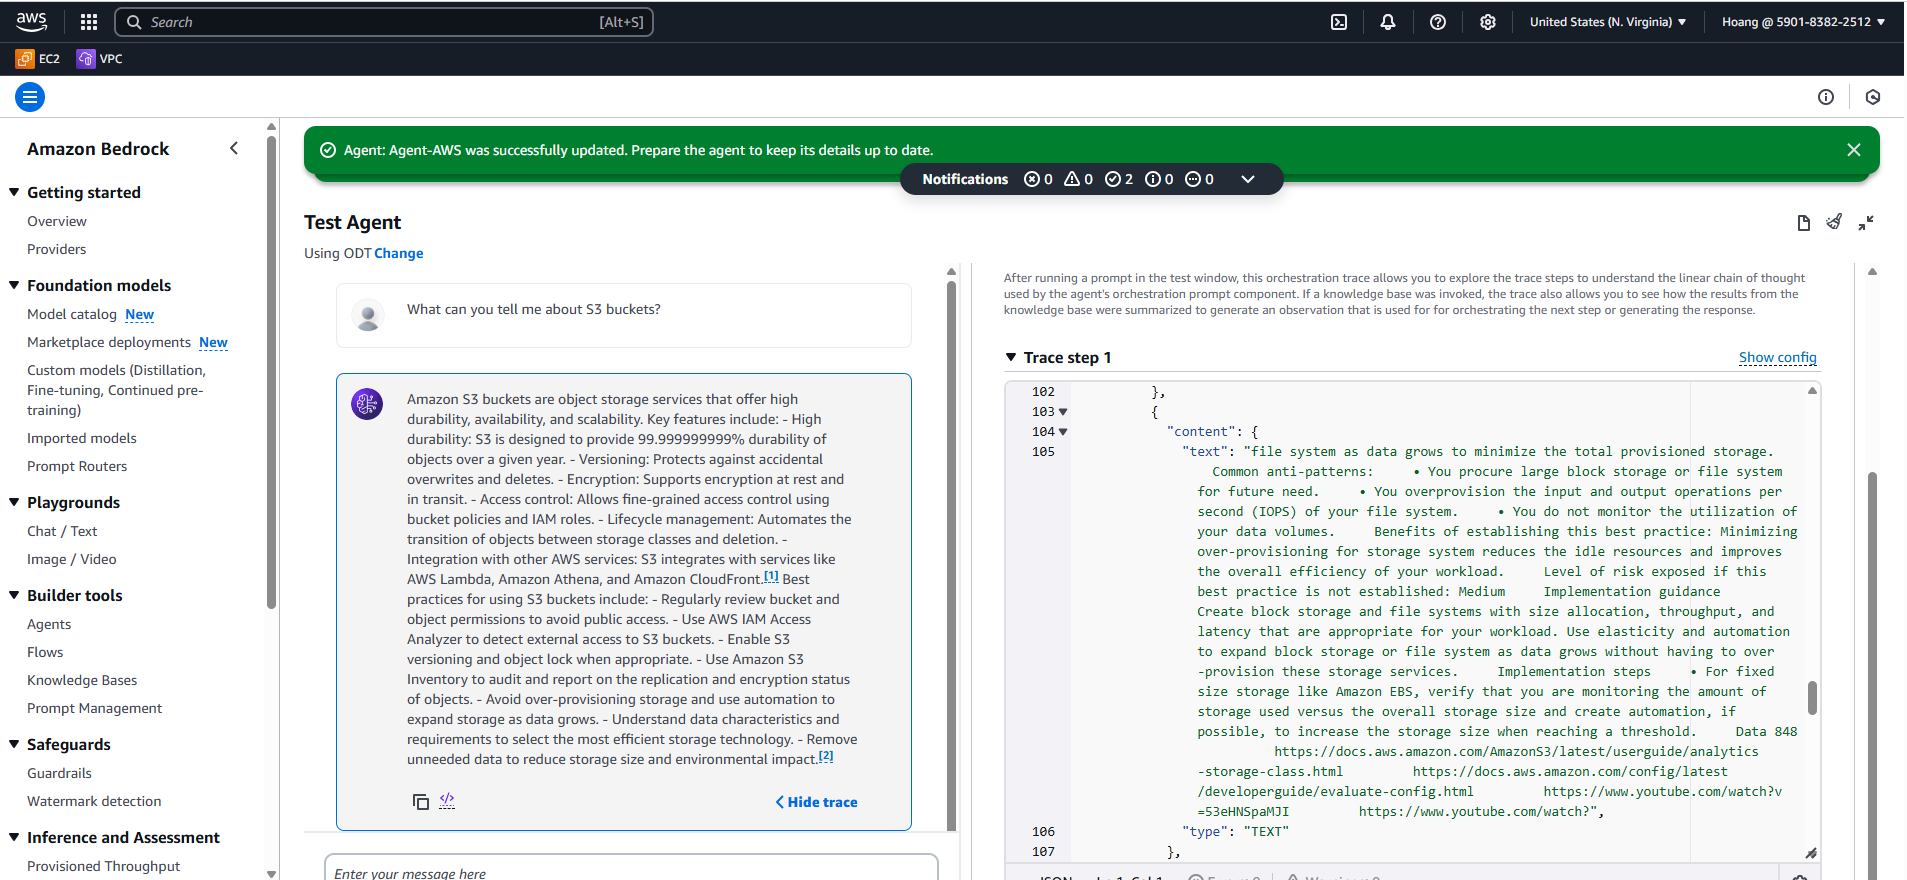 aws
Search [Alt+S]
United States (N. Virginia) ▼
Hoang @ 5901-8382-2512 ▼
EC2 VPC
Amazon Bedrock
Getting started
Overview
Providers
Foundation models
Model catalog New
Marketplace deployments New
Custom models (Distillation,
Fine-tuning, Continued pre-
training)
Imported models
Prompt Routers
Playgrounds
Chat / Text
Image / Video
Builder tools
Agents
Flows
Knowledge Bases
Prompt Management
Safeguards
Guardrails
Watermark detection
Inference and Assessment
Provisioned Throughput
Agent: Agent-AWS was successfully updated. Prepare the agent to keep its details up to date.
Notifications 0 0 2 0 0
Test Agent
Using ODT Change
What can you tell me about S3 buckets?
Amazon S3 buckets are object storage services that offer high
durability, availability, and scalability. Key features include: - High
durability: S3 is designed to provide 99.999999999% durability of
objects over a given year. - Versioning: Protects against accidental
overwrites and deletes. - Encryption: Supports encryption at rest and
in transit. - Access control: Allows fine-grained access control using
bucket policies and IAM roles. - Lifecycle management: Automates the
transition of objects between storage classes and deletion. -
Integration with other AWS services: S3 integrates with services like
AWS Lambda, Amazon Athena, and Amazon CloudFront.[1] Best
practices for using S3 buckets include: - Regularly review bucket and
object permissions to avoid public access. - Use AWS IAM Access
Analyzer to detect external access to S3 buckets. - Enable S3
versioning and object lock when appropriate. - Use Amazon S3
Inventory to audit and report on the replication and encryption status
of objects. - Avoid over-provisioning storage and use automation to
expand storage as data grows. - Understand data characteristics and
requirements to select the most efficient storage technology. - Remove
unneeded data to reduce storage size and environmental impact.[2]
</> Hide trace
Enter your message here
After running a prompt in the test window, this orchestration trace allows you to explore the trace steps to understand the linear chain of thought
used by the agent's orchestration prompt component. If a knowledge base was invoked, the trace also allows you to see how the results from the
knowledge base were summarized to generate an observation that is used for for orchestrating the next step or generating the response.
Trace step 1 Show config
102 },
103 {
104 "content": {
105 "text": "file system as data grows to minimize the total provisioned storage.
Common anti-patterns: • You procure large block storage or file system
for future need. • You overprovision the input and output operations per
second (IOPS) of your file system. • You do not monitor the utilization of
your data volumes. Benefits of establishing this best practice: Minimizing
over-provisioning for storage system reduces the idle resources and improves
the overall efficiency of your workload. Level of risk exposed if this
best practice is not established: Medium Implementation guidance
Create block storage and file systems with size allocation, throughput, and
latency that are appropriate for your workload. Use elasticity and automation
to expand block storage or file system as data grows without having to over
-provision these storage services. Implementation steps • For fixed
size storage like Amazon EBS, verify that you are monitoring the amount of
storage used versus the overall storage size and create automation, if
possible, to increase the storage size when reaching a threshold. Data 848
https://docs.aws.amazon.com/AmazonS3/latest/userguide/analytics
-storage-class.html https://docs.aws.amazon.com/config/latest
/developerguide/evaluate-config.html https://www.youtube.com/watch?v
=53eHNSpaMJI https://www.youtube.com/watch?",
106 "type": "TEXT"
107 },